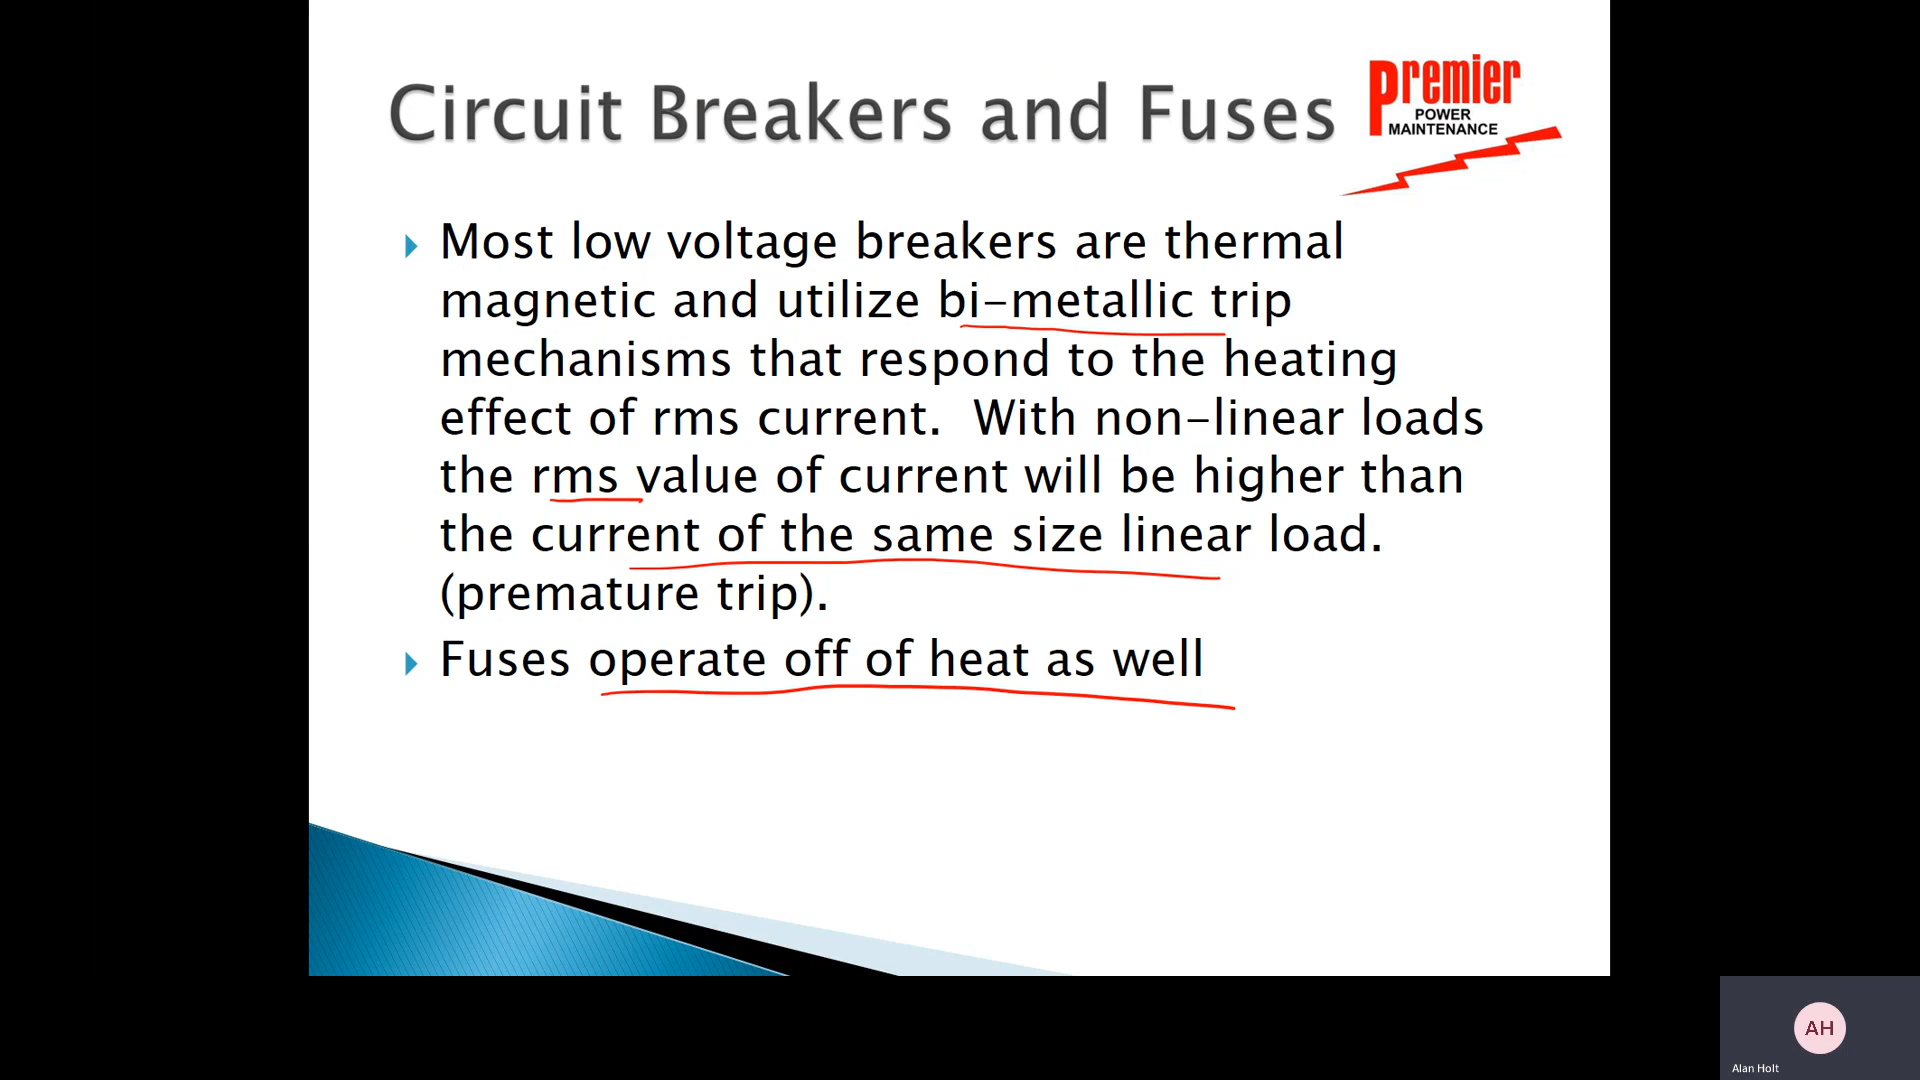 Circuit Breakers and Fuses
Premier
POWER
MAINTENANCE
Most low voltage breakers are thermal
magnetic and utilize bi-metallic trip
mechanisms that respond to the heating
effect of rms current. With non-linear loads
the rms value of current will be higher than
the current of the same size linear load.
(premature trip).
Fuses operate off of heat as well
AH
Alan Holt